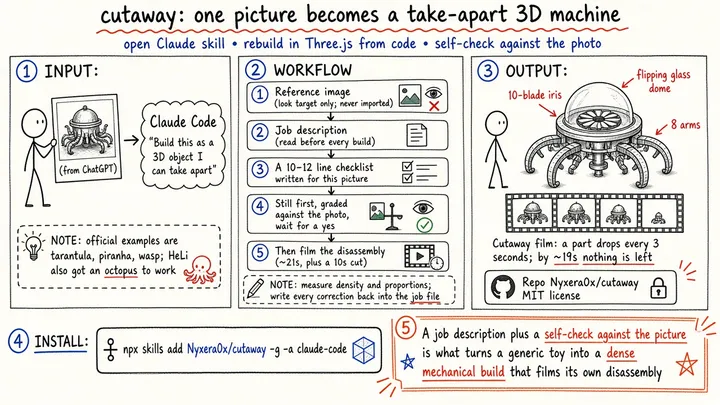 cutaway: one picture becomes a take-apart 3D machine
open Claude skill • rebuild in Three.js from code • self-check against the photo
1 INPUT:
(from ChatGPT)
Claude Code
"Build this as a
3D object I
can take apart"
NOTE: official examples are
tarantula, piranha, wasp; HeLi
also got an octopus to work
2 WORKFLOW
1 Reference image
(look target only; never imported)
2 Job description
(read before every build)
3 A 10–12 line checklist
written for this picture
4 Still first, graded
against the photo,
wait for a yes
5 Then film the disassembly
(~21s, plus a 10s cut)
NOTE: measure density and proportions;
write every correction back into the job file
3 OUTPUT:
flipping glass
dome
10-blade iris
8 arms
Cutaway film: a part drops every 3
seconds; by ~19s nothing is left
Repo Nyxera0x/cutaway
MIT license
4 INSTALL:
npx skills add Nyxera0x/cutaway -g -a claude-code
5 A job description plus a self-check against the picture
is what turns a generic toy into a dense
mechanical build that films its own disassembly